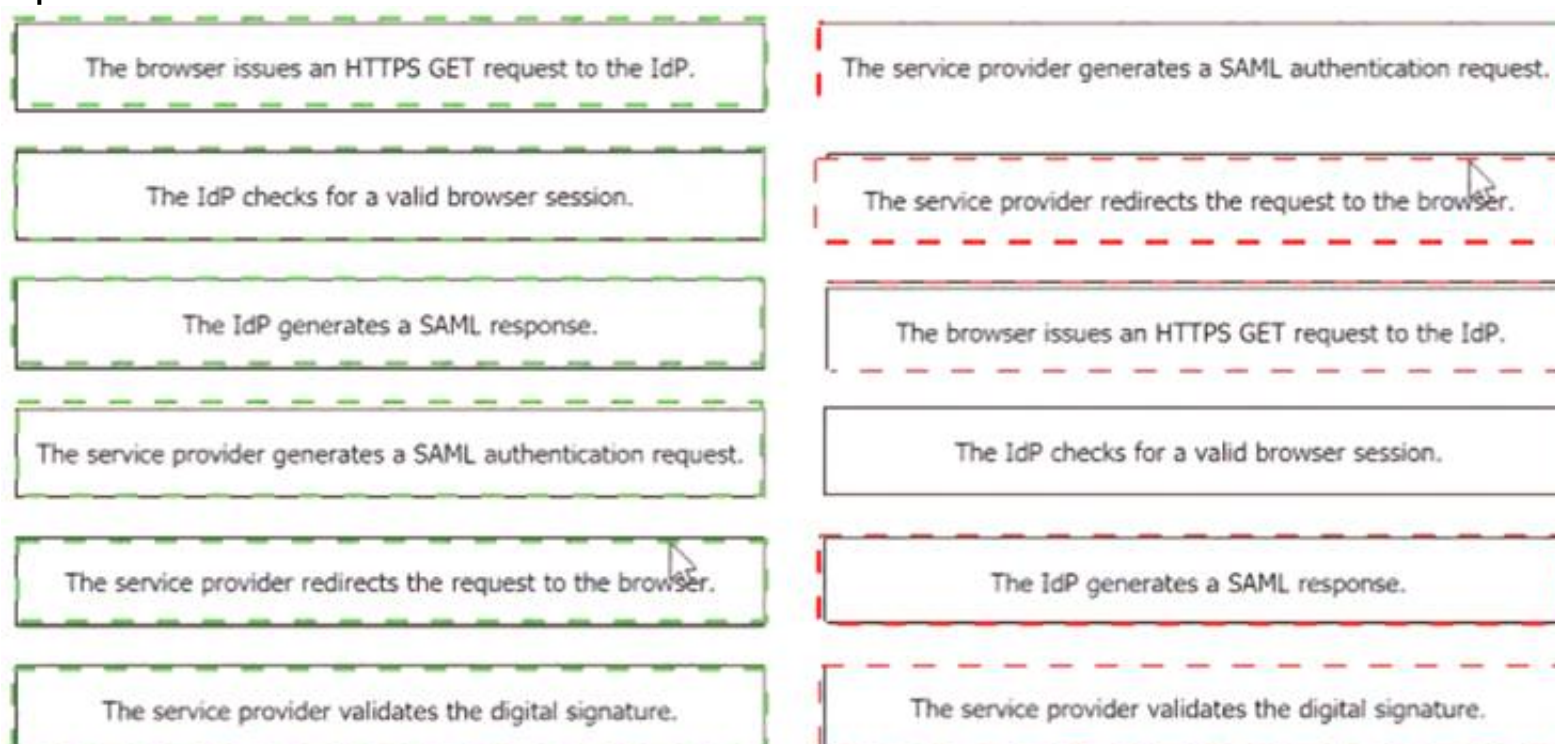 The browser issues an HTTPS GET request to the IdP.
The IdP checks for a valid browser session.
The IdP generates a SAML response.
The service provider generates a SAML authentication request.
The service provider redirects the request to the browser.
The service provider validates the digital signature.
The service provider generates a SAML authentication request.
The service provider redirects the request to the browser.
The browser issues an HTTPS GET request to the IdP.
The IdP checks for a valid browser session.
The IdP generates a SAML response.
The service provider validates the digital signature.